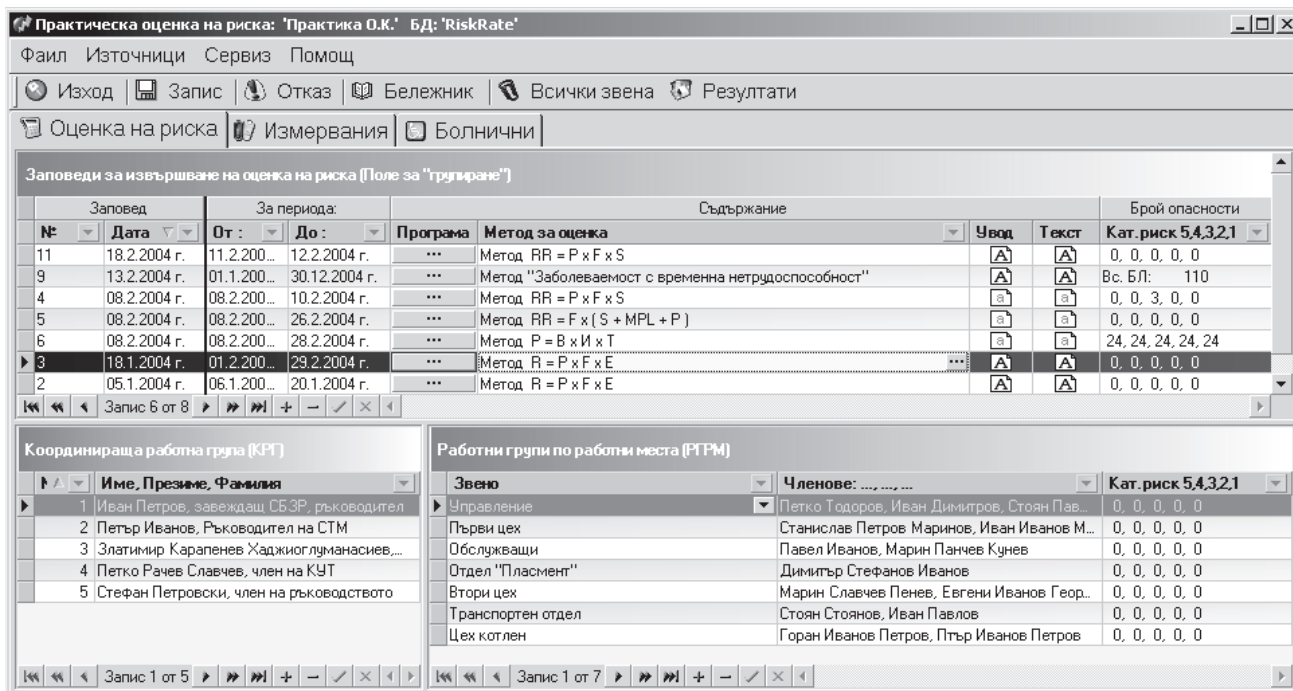 Практическа оценка на риска: 'Практика О.К.' БД: 'RiskRate'
Фаил Източници Сервиз Помощ
Изход Запис Отказ Бележник Всички звена Резултати
Оценка на риска Измервания Болнични
Заповеди за извършване на оценка на риска (Поле за "групиране")
Заповед За периода: Съдържание Брой опасности
№ Дата От : До : Програма Метод за оценка Увод Текст Кат.риск 5,4,3,2,1
11 18.2.2004 г. 11.2.200... 12.2.2004 г. ... Метод RR = P x F x S A A 0, 0, 0, 0, 0
9 13.2.2004 г. 01.1.200... 30.12.2004 г. ... Метод "Заболеваемост с временна нетрудоспособност" A A Вс. БЛ: 110
4 08.2.2004 г. 08.2.200... 10.2.2004 г. ... Метод RR = P x F x S a a 0, 0, 3, 0, 0
5 08.2.2004 г. 08.2.200... 26.2.2004 г. ... Метод RR = F x ( S + MPL + P ) a a 0, 0, 0, 0, 0
6 08.2.2004 г. 08.2.200... 28.2.2004 г. ... Метод Р = В х И х Т a a 24, 24, 24, 24, 24
3 18.1.2004 г. 01.2.200... 29.2.2004 г. ... Метод R = P x F x E ... A A 0, 0, 0, 0, 0
2 05.1.2004 г. 06.1.200... 20.1.2004 г. ... Метод R = P x F x E A A 0, 0, 0, 0, 0
Запис 6 от 8
Координираща работна група (КРГ)
Име, Презиме, Фамилия
1 Иван Петров, завеждащ СБЗР, ръководител
2 Петър Иванов, Ръководител на СТМ
3 Златимир Карапенев Хаджиоглуманасиев,...
4 Петко Рачев Славчев, член на КУТ
5 Стефан Петровски, член на ръководството
Запис 1 от 5
Работни групи по работни места (РГРМ)
Звено Членове: ..., ..., ... Кат.риск 5,4,3,2,1
Управление Петко Тодоров, Иван Димитров, Стоян Пав... 0, 0, 0, 0, 0
Първи цех Станислав Петров Маринов, Иван Иванов М... 0, 0, 0, 0, 0
Обслужващи Павел Иванов, Марин Панчев Кунев 0, 0, 0, 0, 0
Отдел "Пласмент" Димитър Стефанов Иванов 0, 0, 0, 0, 0
Втори цех Марин Славчев Пенев, Евгени Иванов Геор... 0, 0, 0, 0, 0
Транспортен отдел Стоян Стоянов, Иван Павлов 0, 0, 0, 0, 0
Цех котлен Горан Иванов Петров, Птър Иванов Петров 0, 0, 0, 0, 0
Запис 1 от 7